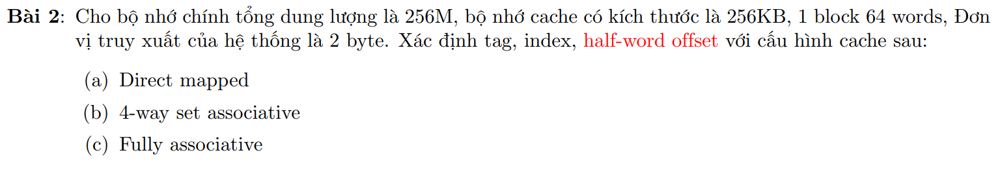 Bài 2: Cho bộ nhớ chính tổng dung lượng là 256M, bộ nhớ cache có kích thước là 256KB, 1 block 64 words, Đơn
vị truy xuất của hệ thống là 2 byte. Xác định tag, index, half-word offset với cấu hình cache sau:
(a) Direct mapped
(b) 4-way set associative
(c) Fully associative